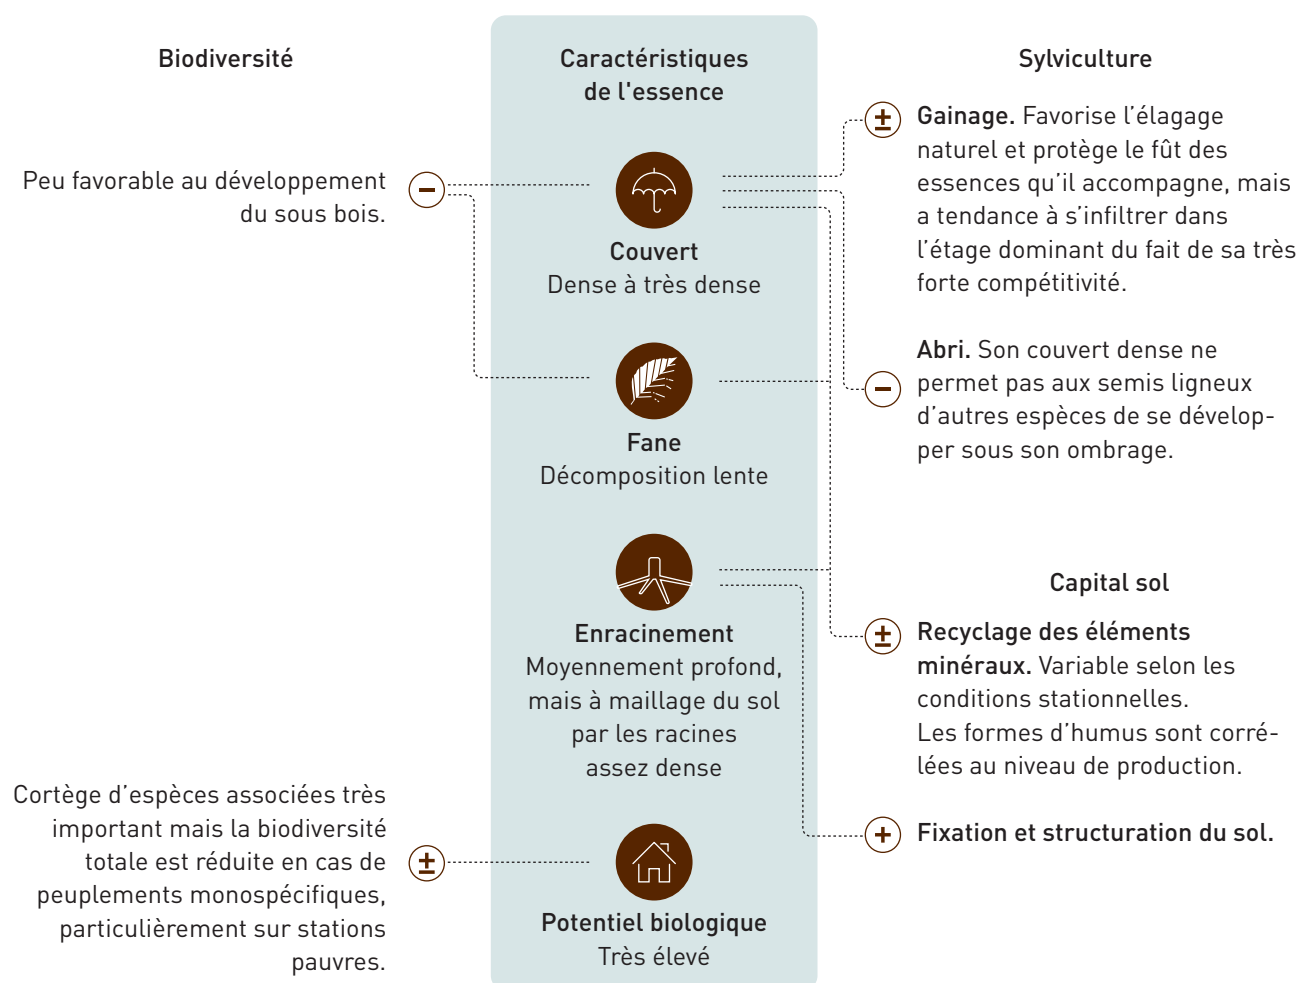 Biodiversité
Peu favorable au développement
du sous bois.
Cortège d’espèces associées très
important mais la biodiversité
totale est réduite en cas de
peuplements monospécifiques,
particulièrement sur stations
pauvres.
Caractéristiques
de l'essence
Couvert
Dense à très dense
Fane
Décomposition lente
Enracinement
Moyennement profond,
mais à maillage du sol
par les racines
assez dense
Potentiel biologique
Très élevé
Sylviculture
± Gainage. Favorise l’élagage
naturel et protège le fût des
essences qu’il accompagne, mais
a tendance à s’infiltrer dans
l’étage dominant du fait de sa très
forte compétitivité.
Abri. Son couvert dense ne
permet pas aux semis ligneux
d’autres espèces de se dévelop-
per sous son ombrage.
Capital sol
± Recyclage des éléments
minéraux. Variable selon les
conditions stationnelles.
Les formes d’humus sont corré-
lées au niveau de production.
+ Fixation et structuration du sol.